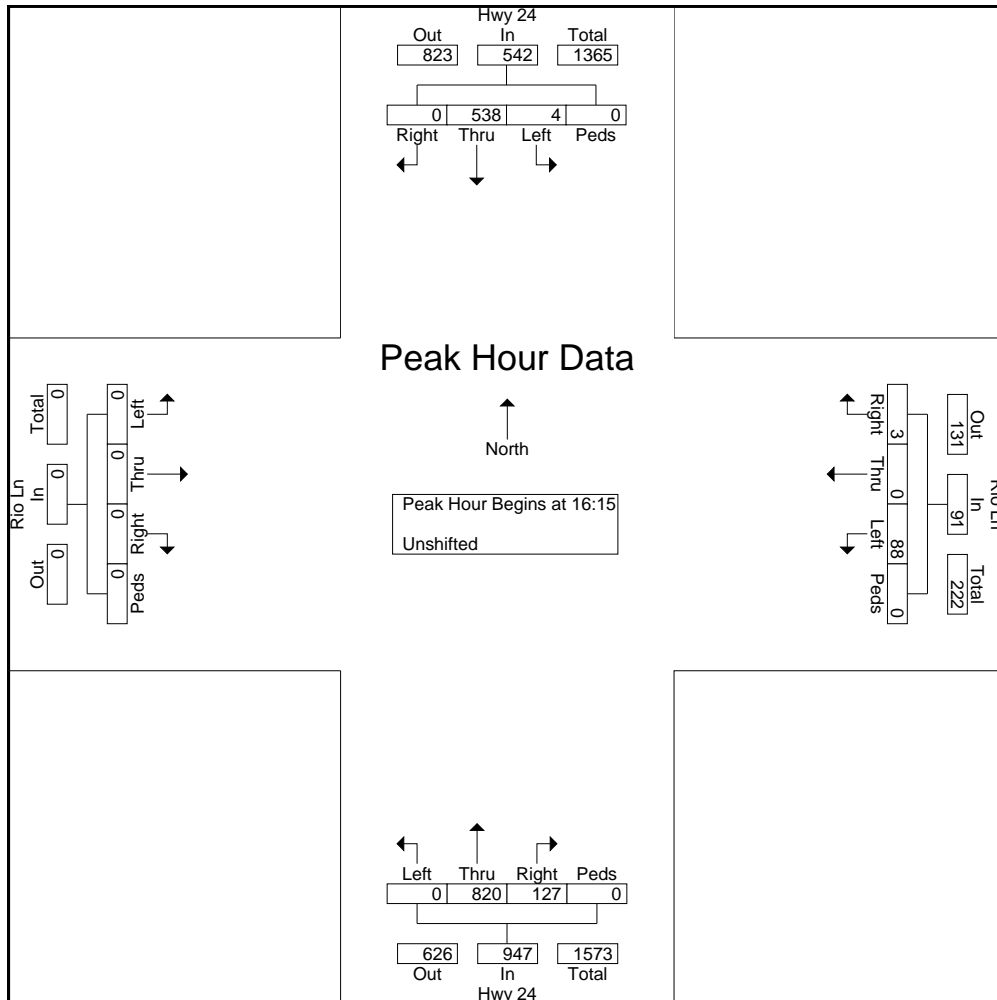 Hwy 24
Out In Total
823 542 1365
0 538 4 0
Right Thru Left Peds
Peak Hour Data
North
Peak Hour Begins at 16:15
Unshifted
Rio Ln
Total In Out
0 0 0
0 0 0 0
Left Thru Right Peds
Rio Ln
Out In Total
131 91 222
3 0 88 0
Right Thru Left Peds
Left Thru Right Peds
0 820 127 0
626 947 1573
Out In Total
Hwy 24